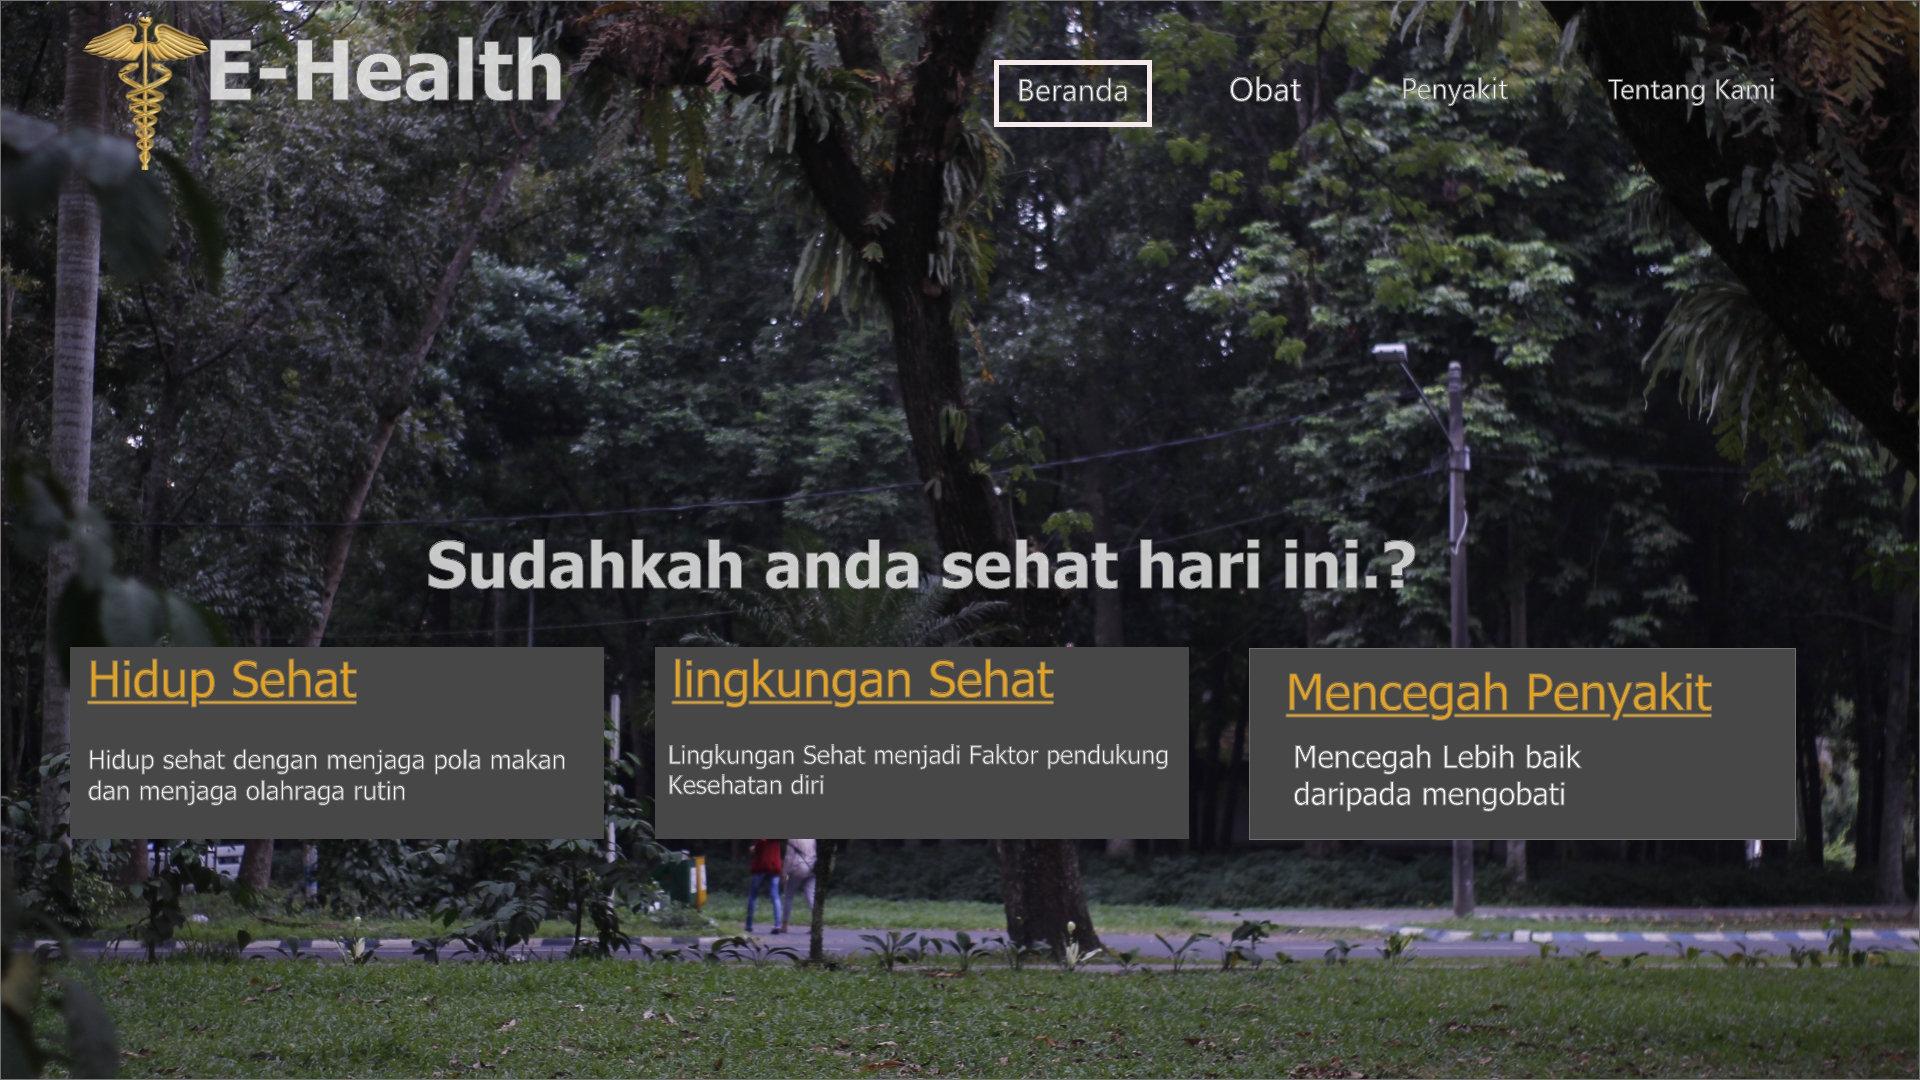 E-Health
Beranda
Obat
Penyakit
Tentang Kami
Sudahkah anda sehat hari ini.?
Hidup Sehat
Hidup sehat dengan menjaga pola makan
dan menjaga olahraga rutin
lingkungan Sehat
Lingkungan Sehat menjadi Faktor pendukung
Kesehatan diri
Mencegah Penyakit
Mencegah Lebih baik
daripada mengobati